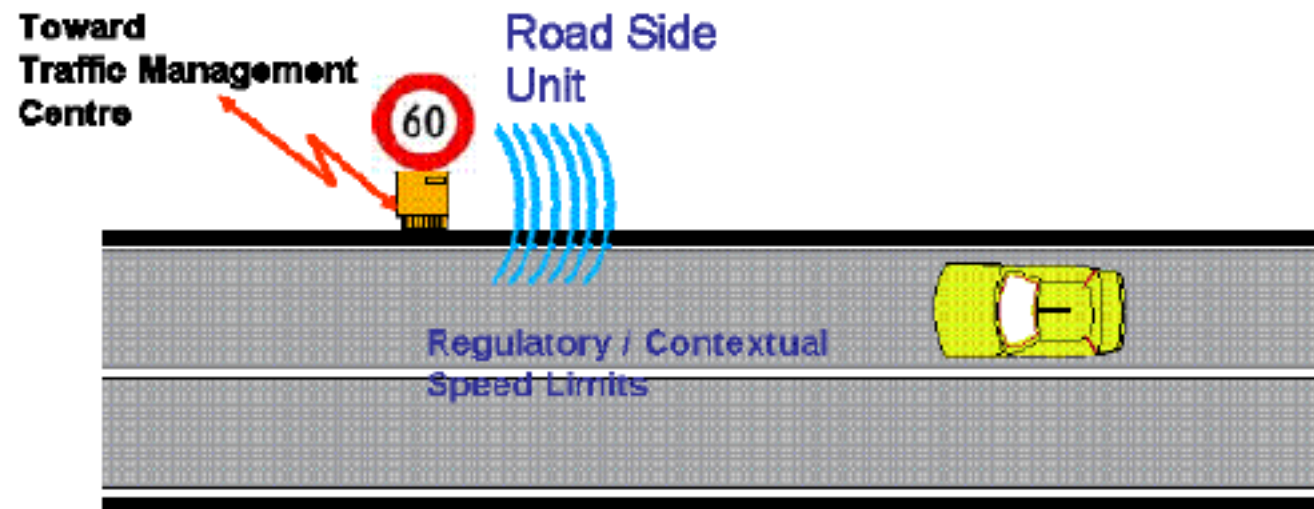 Toward
Traffic Management
Centre
60
Road Side
Unit
Regulatory / Contextual
Speed Limits